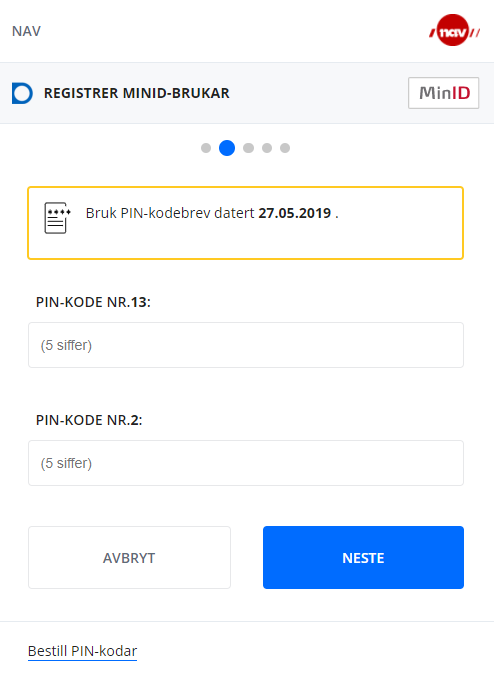 NAV
nav
REGISTRER MINID-BRUKAR
MinID
Bruk PIN-kodebrev datert 27.05.2019 .
PIN-KODE NR.13:
(5 siffer)
PIN-KODE NR.2:
(5 siffer)
AVBRYT
NESTE
Bestill PIN-kodar